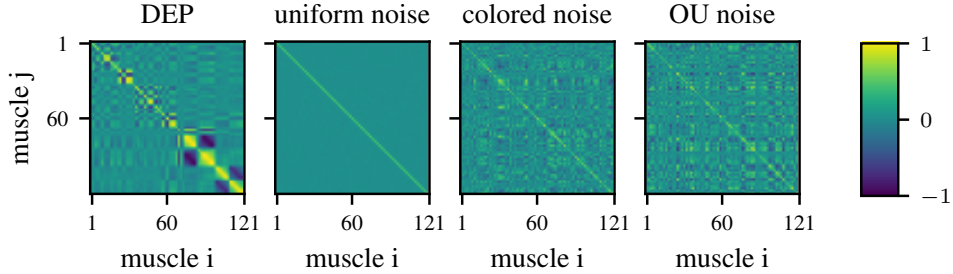 DEP uniform noise colored noise OU noise
muscle j
1
60
1 60 121 1 60 121 1 60 121 1 60 121
muscle i muscle i muscle i muscle i
1
0
−1